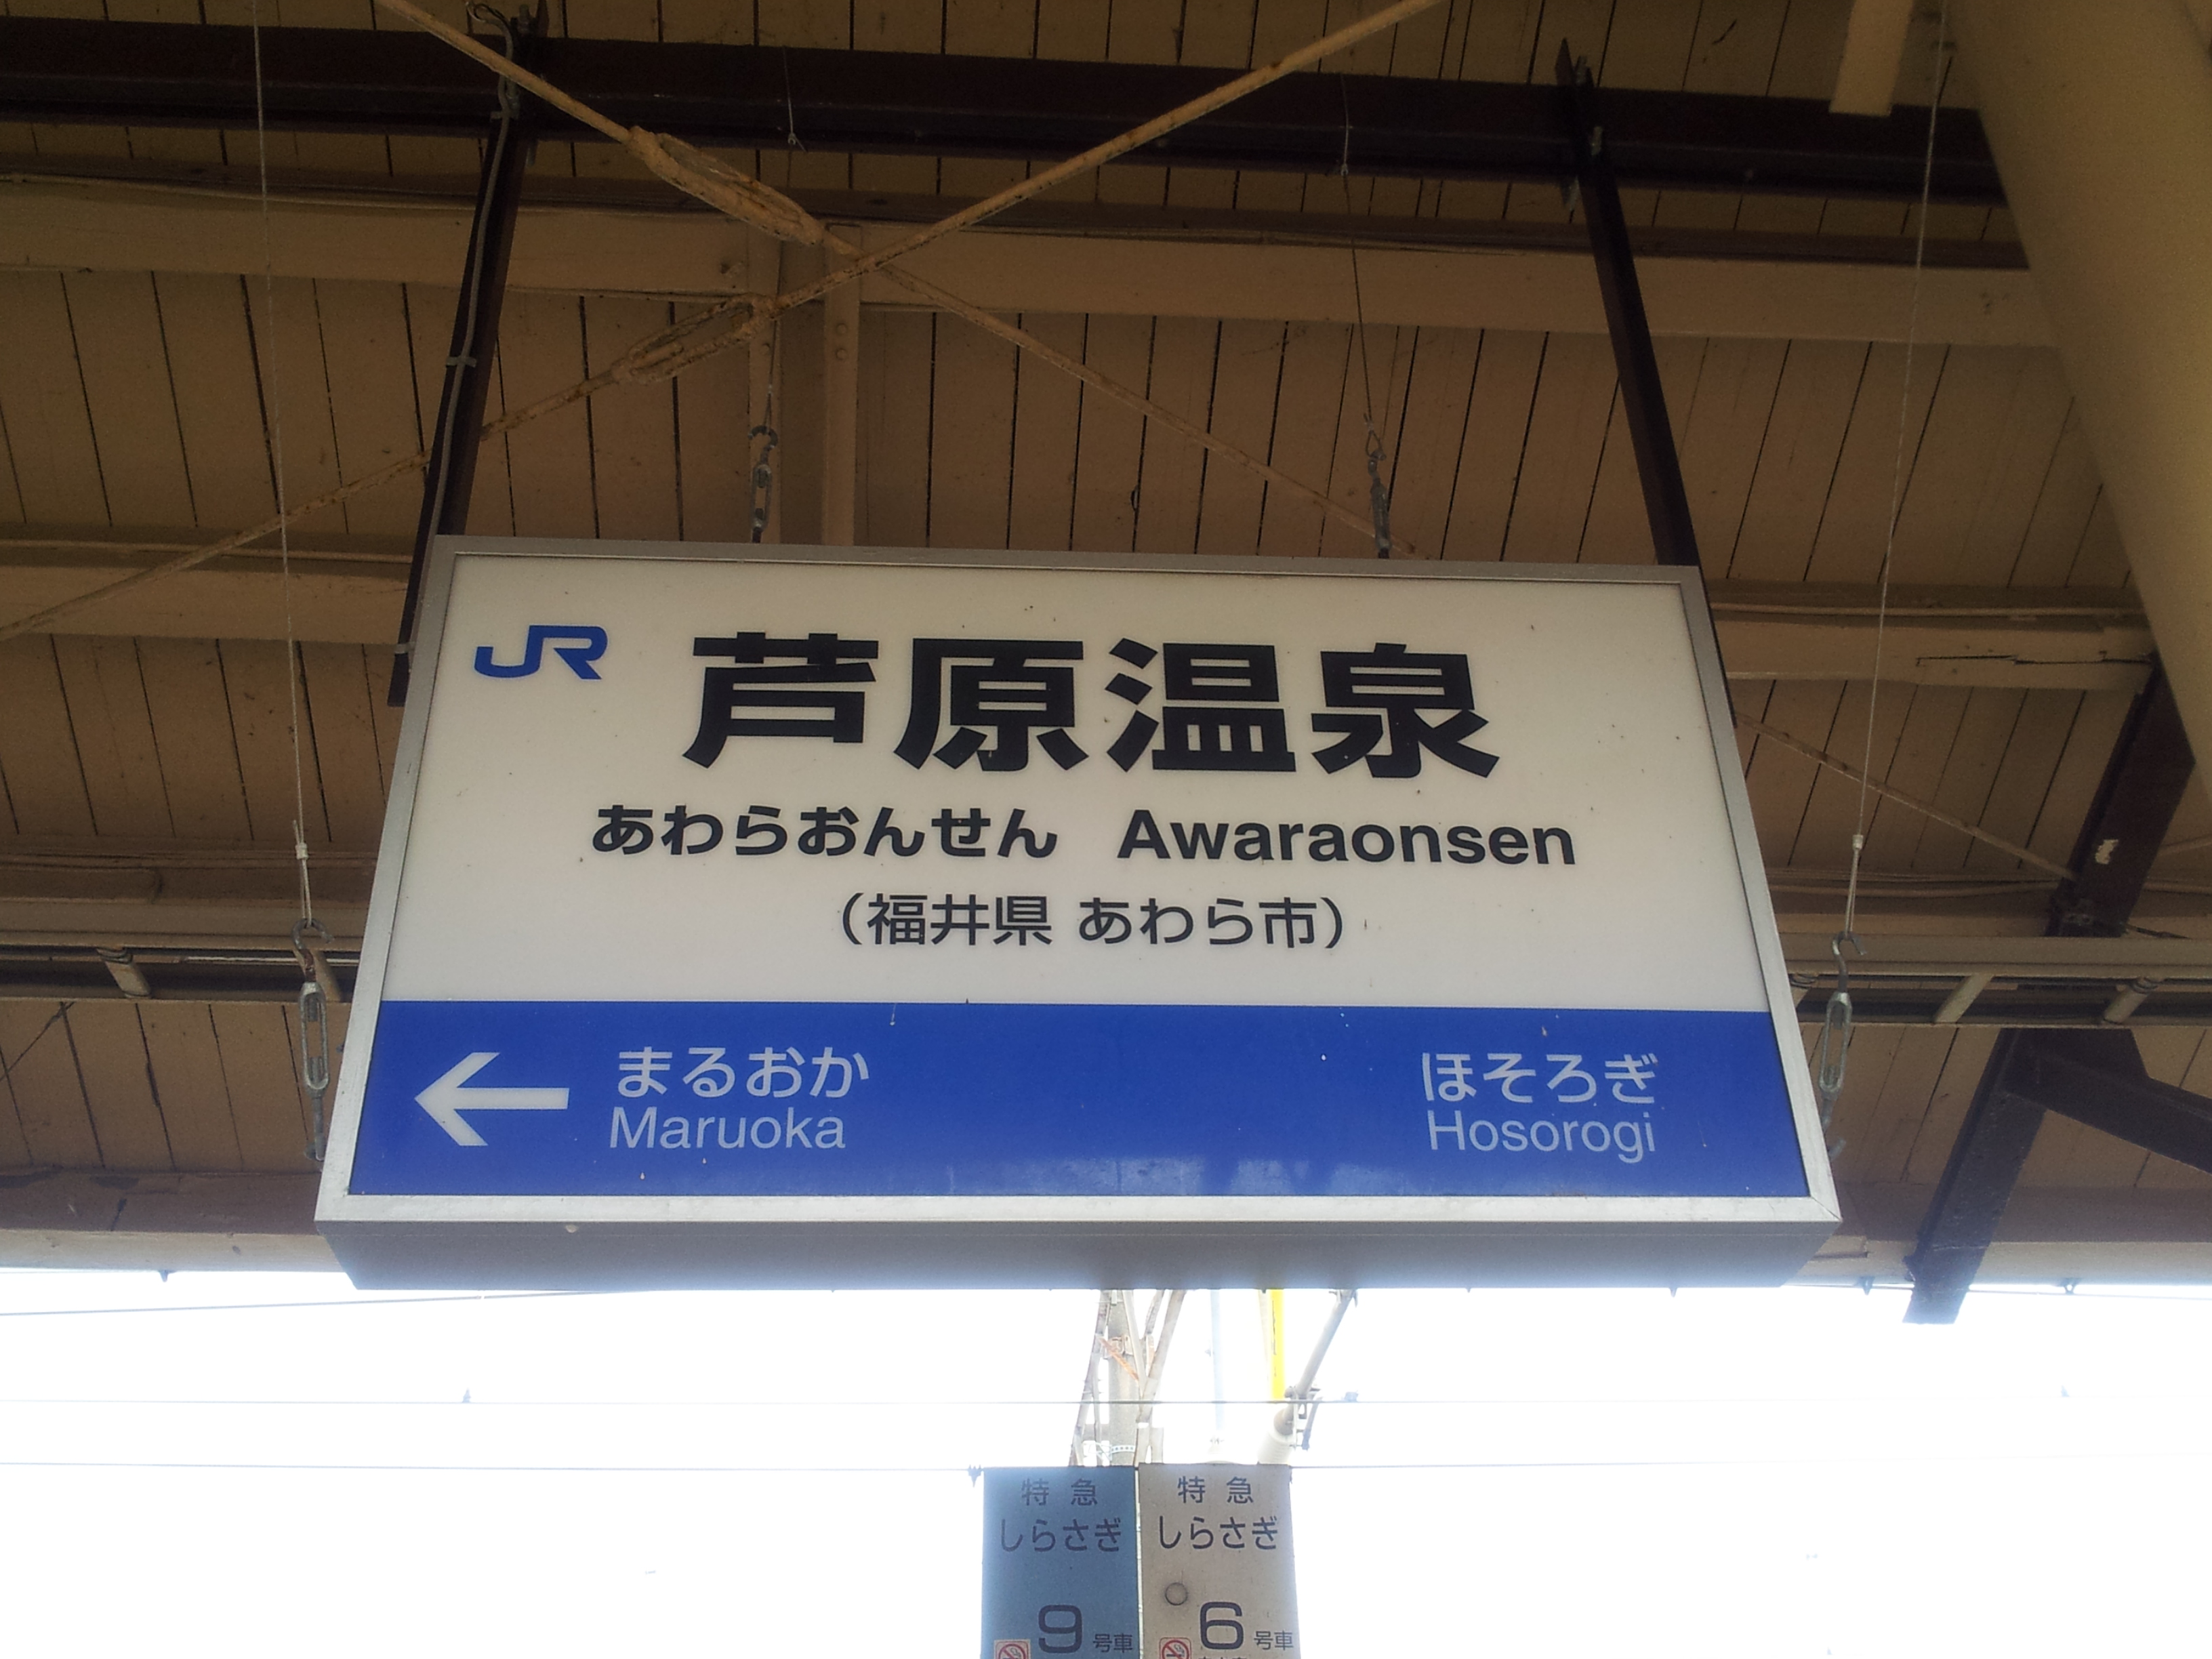 JR 芦原温泉
あわらおんせん Awaraonsen
（福井県 あわら市）
← まるおか ほそろぎ
Maruoka Hosorogi
特急 特急
しらさぎ しらさぎ
9号車 6号車